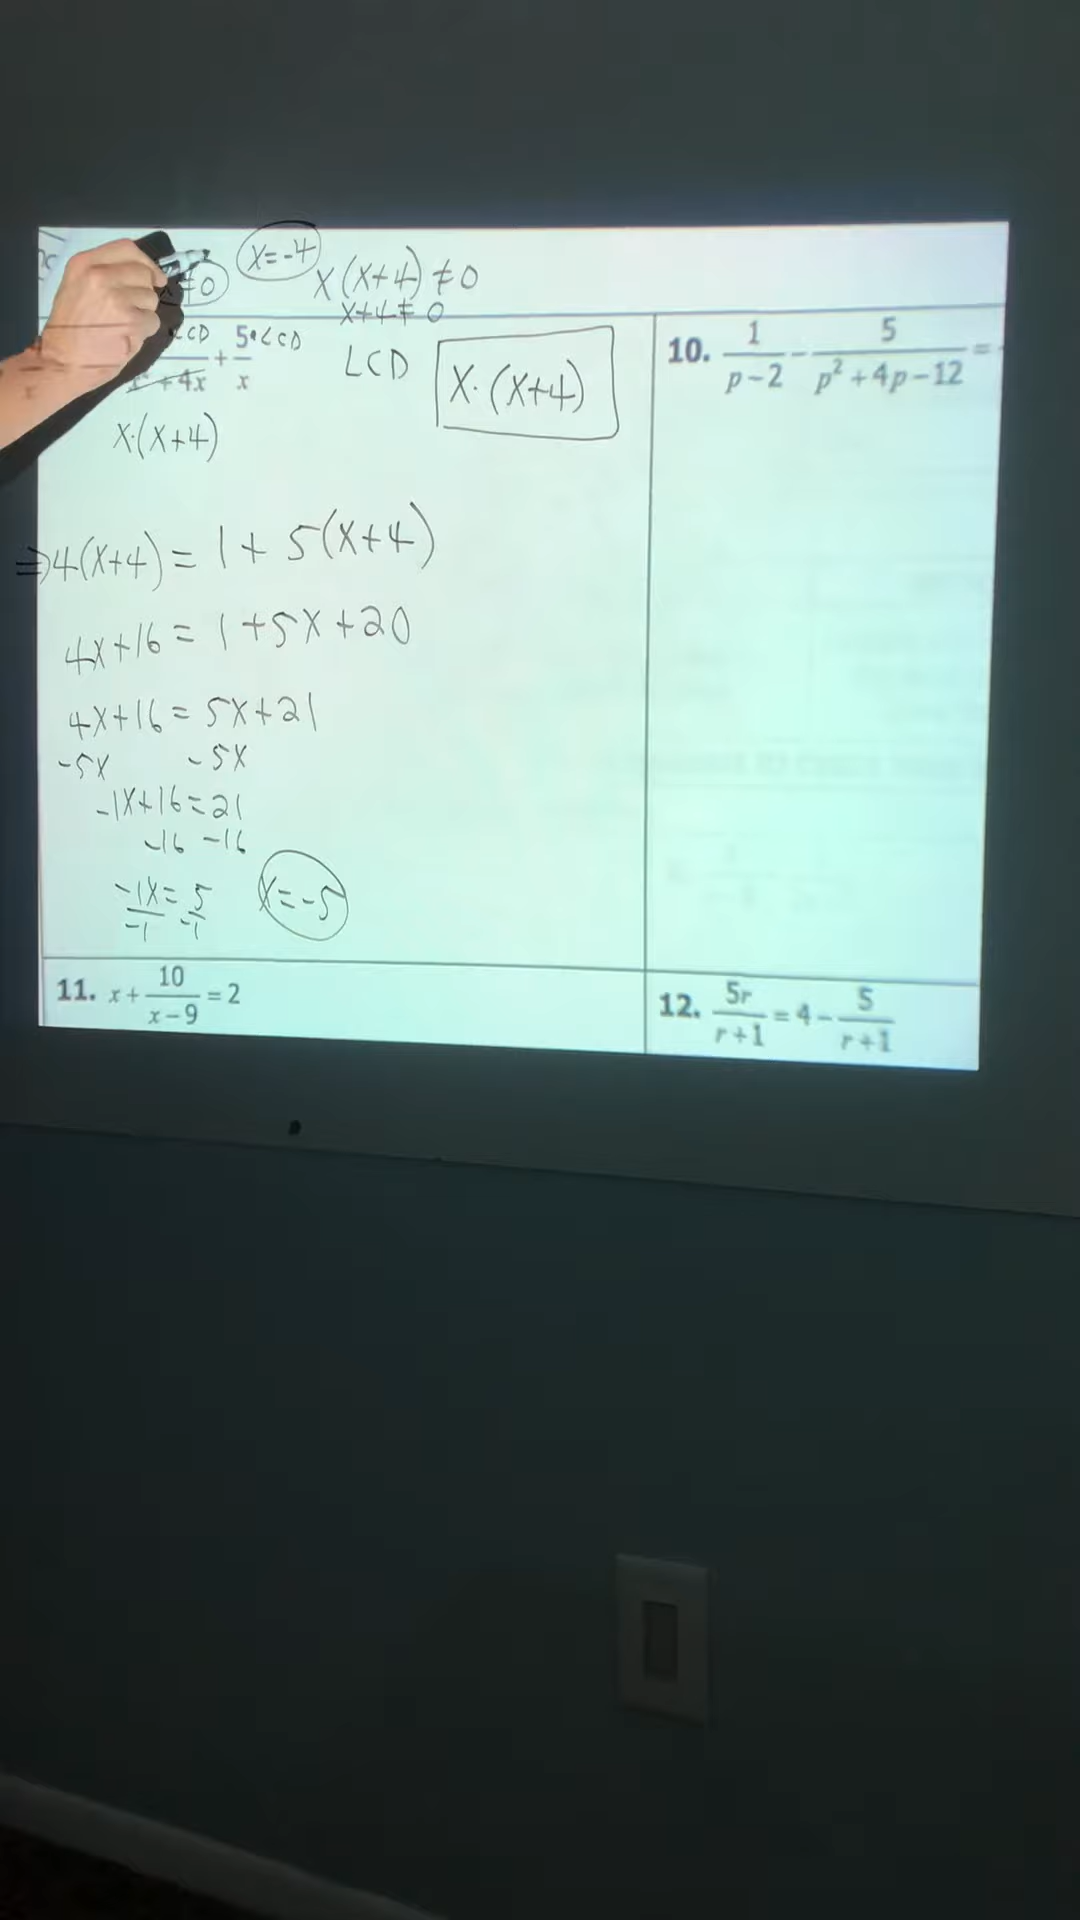 x=-4
x(x+4)≠0
≠0
x+4≠0
LCD
5•LCD
+ 5/x
+4x
LCD
x·(x+4)
10. 1/(p-2) - 5/(p²+4p-12) =
x·(x+4)
⇒4(x+4) = 1 + 5(x+4)
4x+16 = 1+5x+20
4x+16 = 5x+21
-5x -5x
-1x+16=21
-16 -16
-1x = 5
-1 -1
x=-5
11. x + 10/(x-9) = 2
12. 5r/(r+1) = 4 - 5/(r+1)